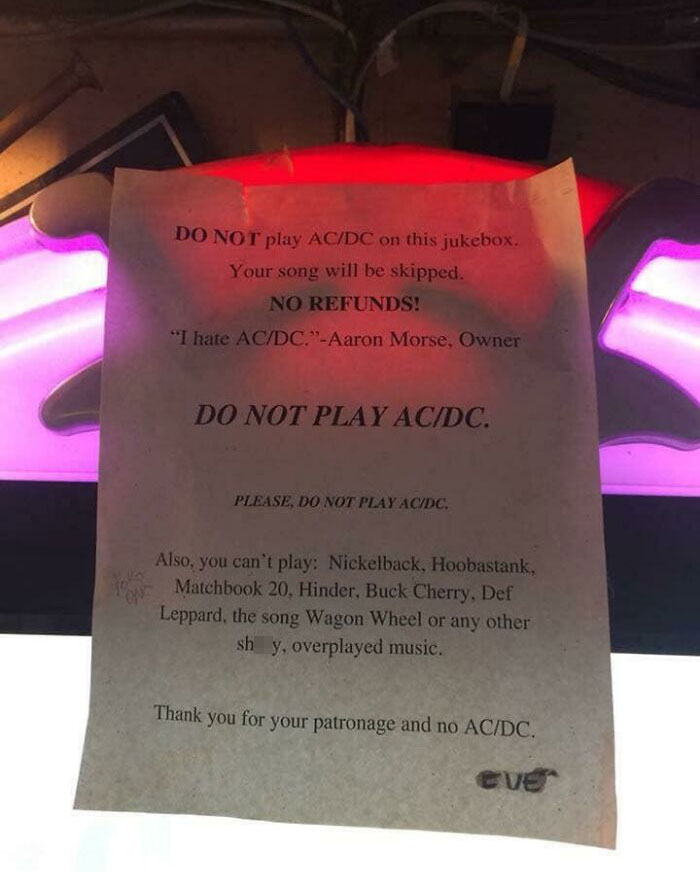 DO NOT play AC/DC on this jukebox.
Your song will be skipped.
NO REFUNDS!
“I hate AC/DC.”-Aaron Morse, Owner
DO NOT PLAY AC/DC.
PLEASE, DO NOT PLAY AC/DC.
Also, you can’t play: Nickelback, Hoobastank,
Matchbook 20, Hinder, Buck Cherry, Def
Leppard, the song Wagon Wheel or any other
sh y, overplayed music.
Thank you for your patronage and no AC/DC.
EVE